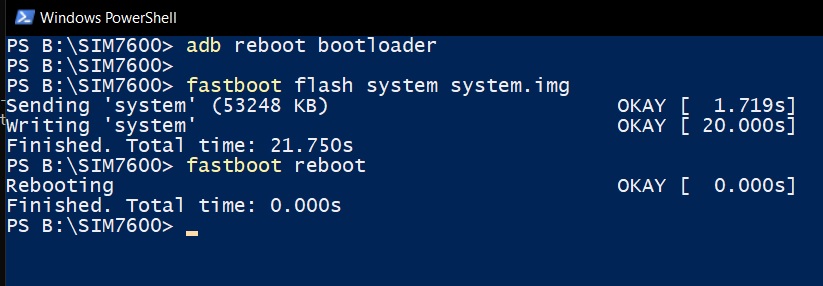 Windows PowerShell
PS B:\SIM7600> adb reboot bootloader
PS B:\SIM7600>
PS B:\SIM7600> fastboot flash system system.img
Sending 'system' (53248 KB) OKAY [ 1.719s]
Writing 'system' OKAY [ 20.000s]
Finished. Total time: 21.750s
PS B:\SIM7600> fastboot reboot
Rebooting OKAY [ 0.000s]
Finished. Total time: 0.000s
PS B:\SIM7600>